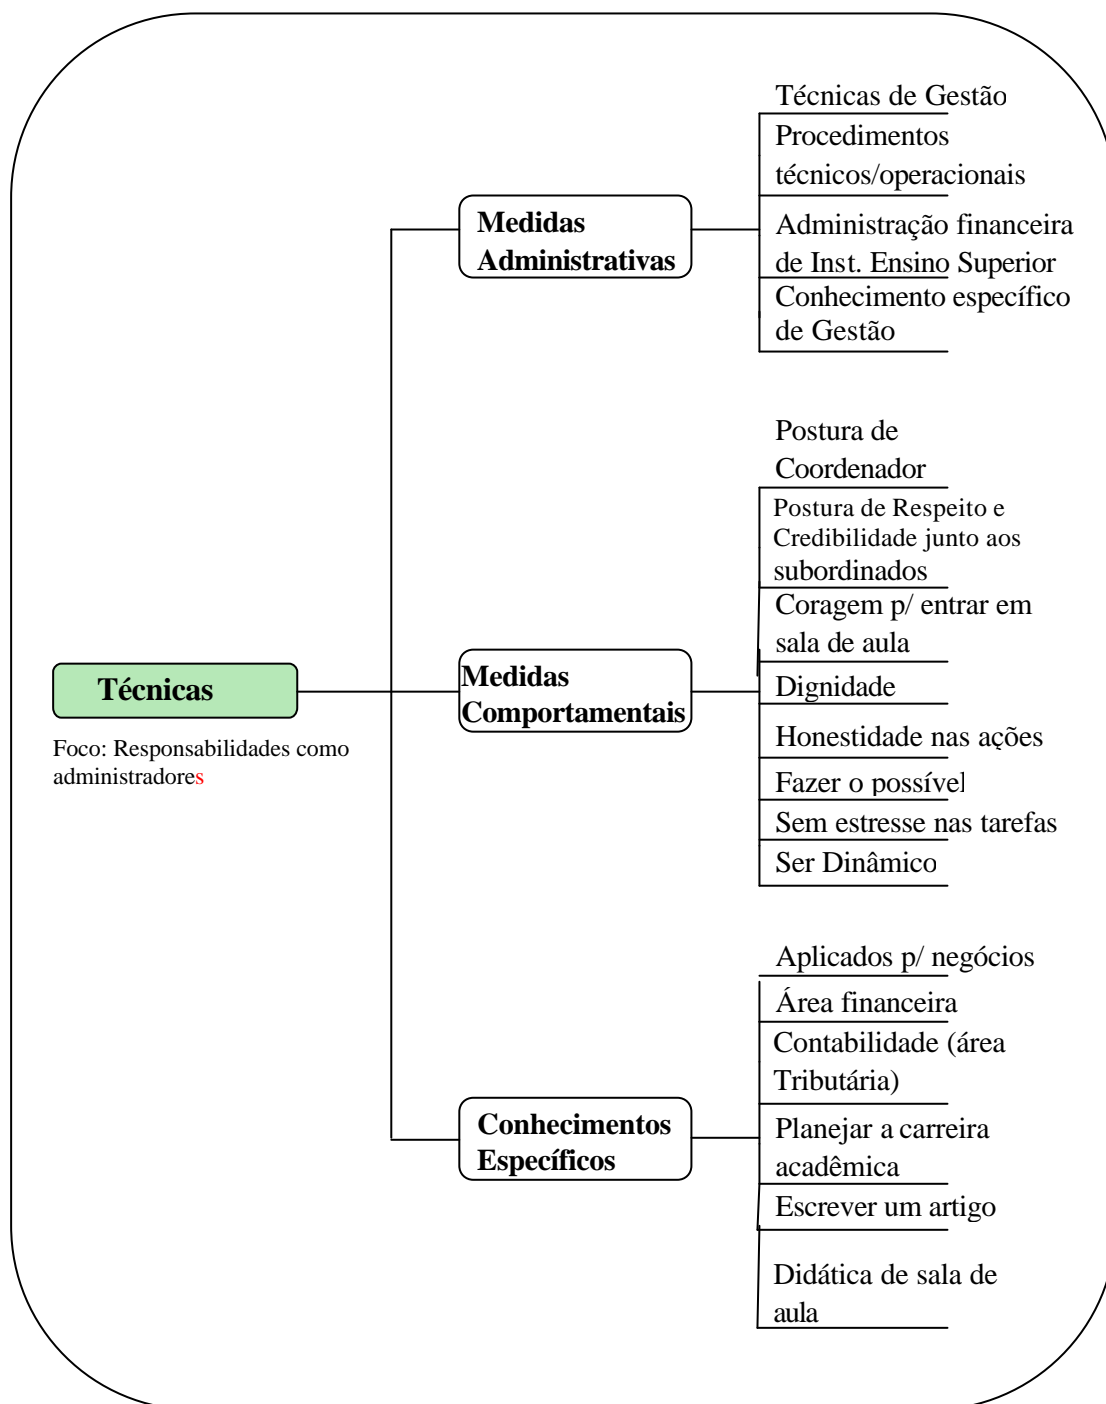 Técnicas de Gestão
Procedimentos
técnicos/operacionais
Medidas
Administrativas
Administração financeira
de Inst. Ensino Superior
Conhecimento específico
de Gestão
Postura de
Coordenador
Postura de Respeito e
Credibilidade junto aos
subordinados
Coragem p/ entrar em
sala de aula
Técnicas
Foco: Responsabilidades como
administradores
Medidas
Comportamentais
Dignidade
Honestidade nas ações
Fazer o possível
Sem estresse nas tarefas
Ser Dinâmico
Aplicados p/ negócios
Área financeira
Contabilidade (área
Tributária)
Conhecimentos
Específicos
Planejar a carreira
acadêmica
Escrever um artigo
Didática de sala de
aula